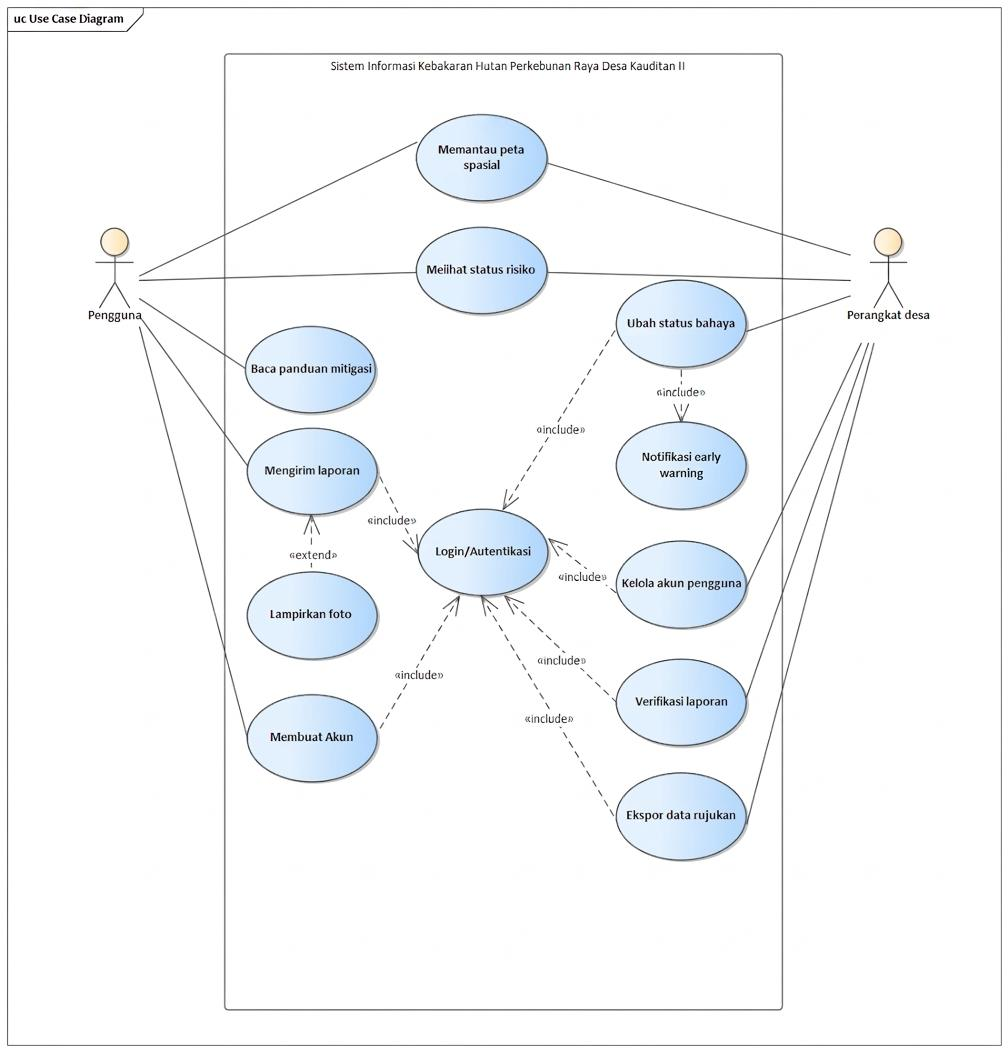 uc Use Case Diagram
Sistem Informasi Kebakaran Hutan Perkebunan Raya Desa Kauditan II
Memantau peta
spasial
Meiihat status risiko
Pengguna
Perangkat desa
Ubah status bahaya
Baca panduan mitigasi
«include»
«include»
Notifikasi early
warning
Mengirim laporan
«include»
Login/Autentikasi
«extend»
«include»
Kelola akun pengguna
Lampirkan foto
«include»
«include»
Verifikasi laporan
«include»
Membuat Akun
Ekspor data rujukan